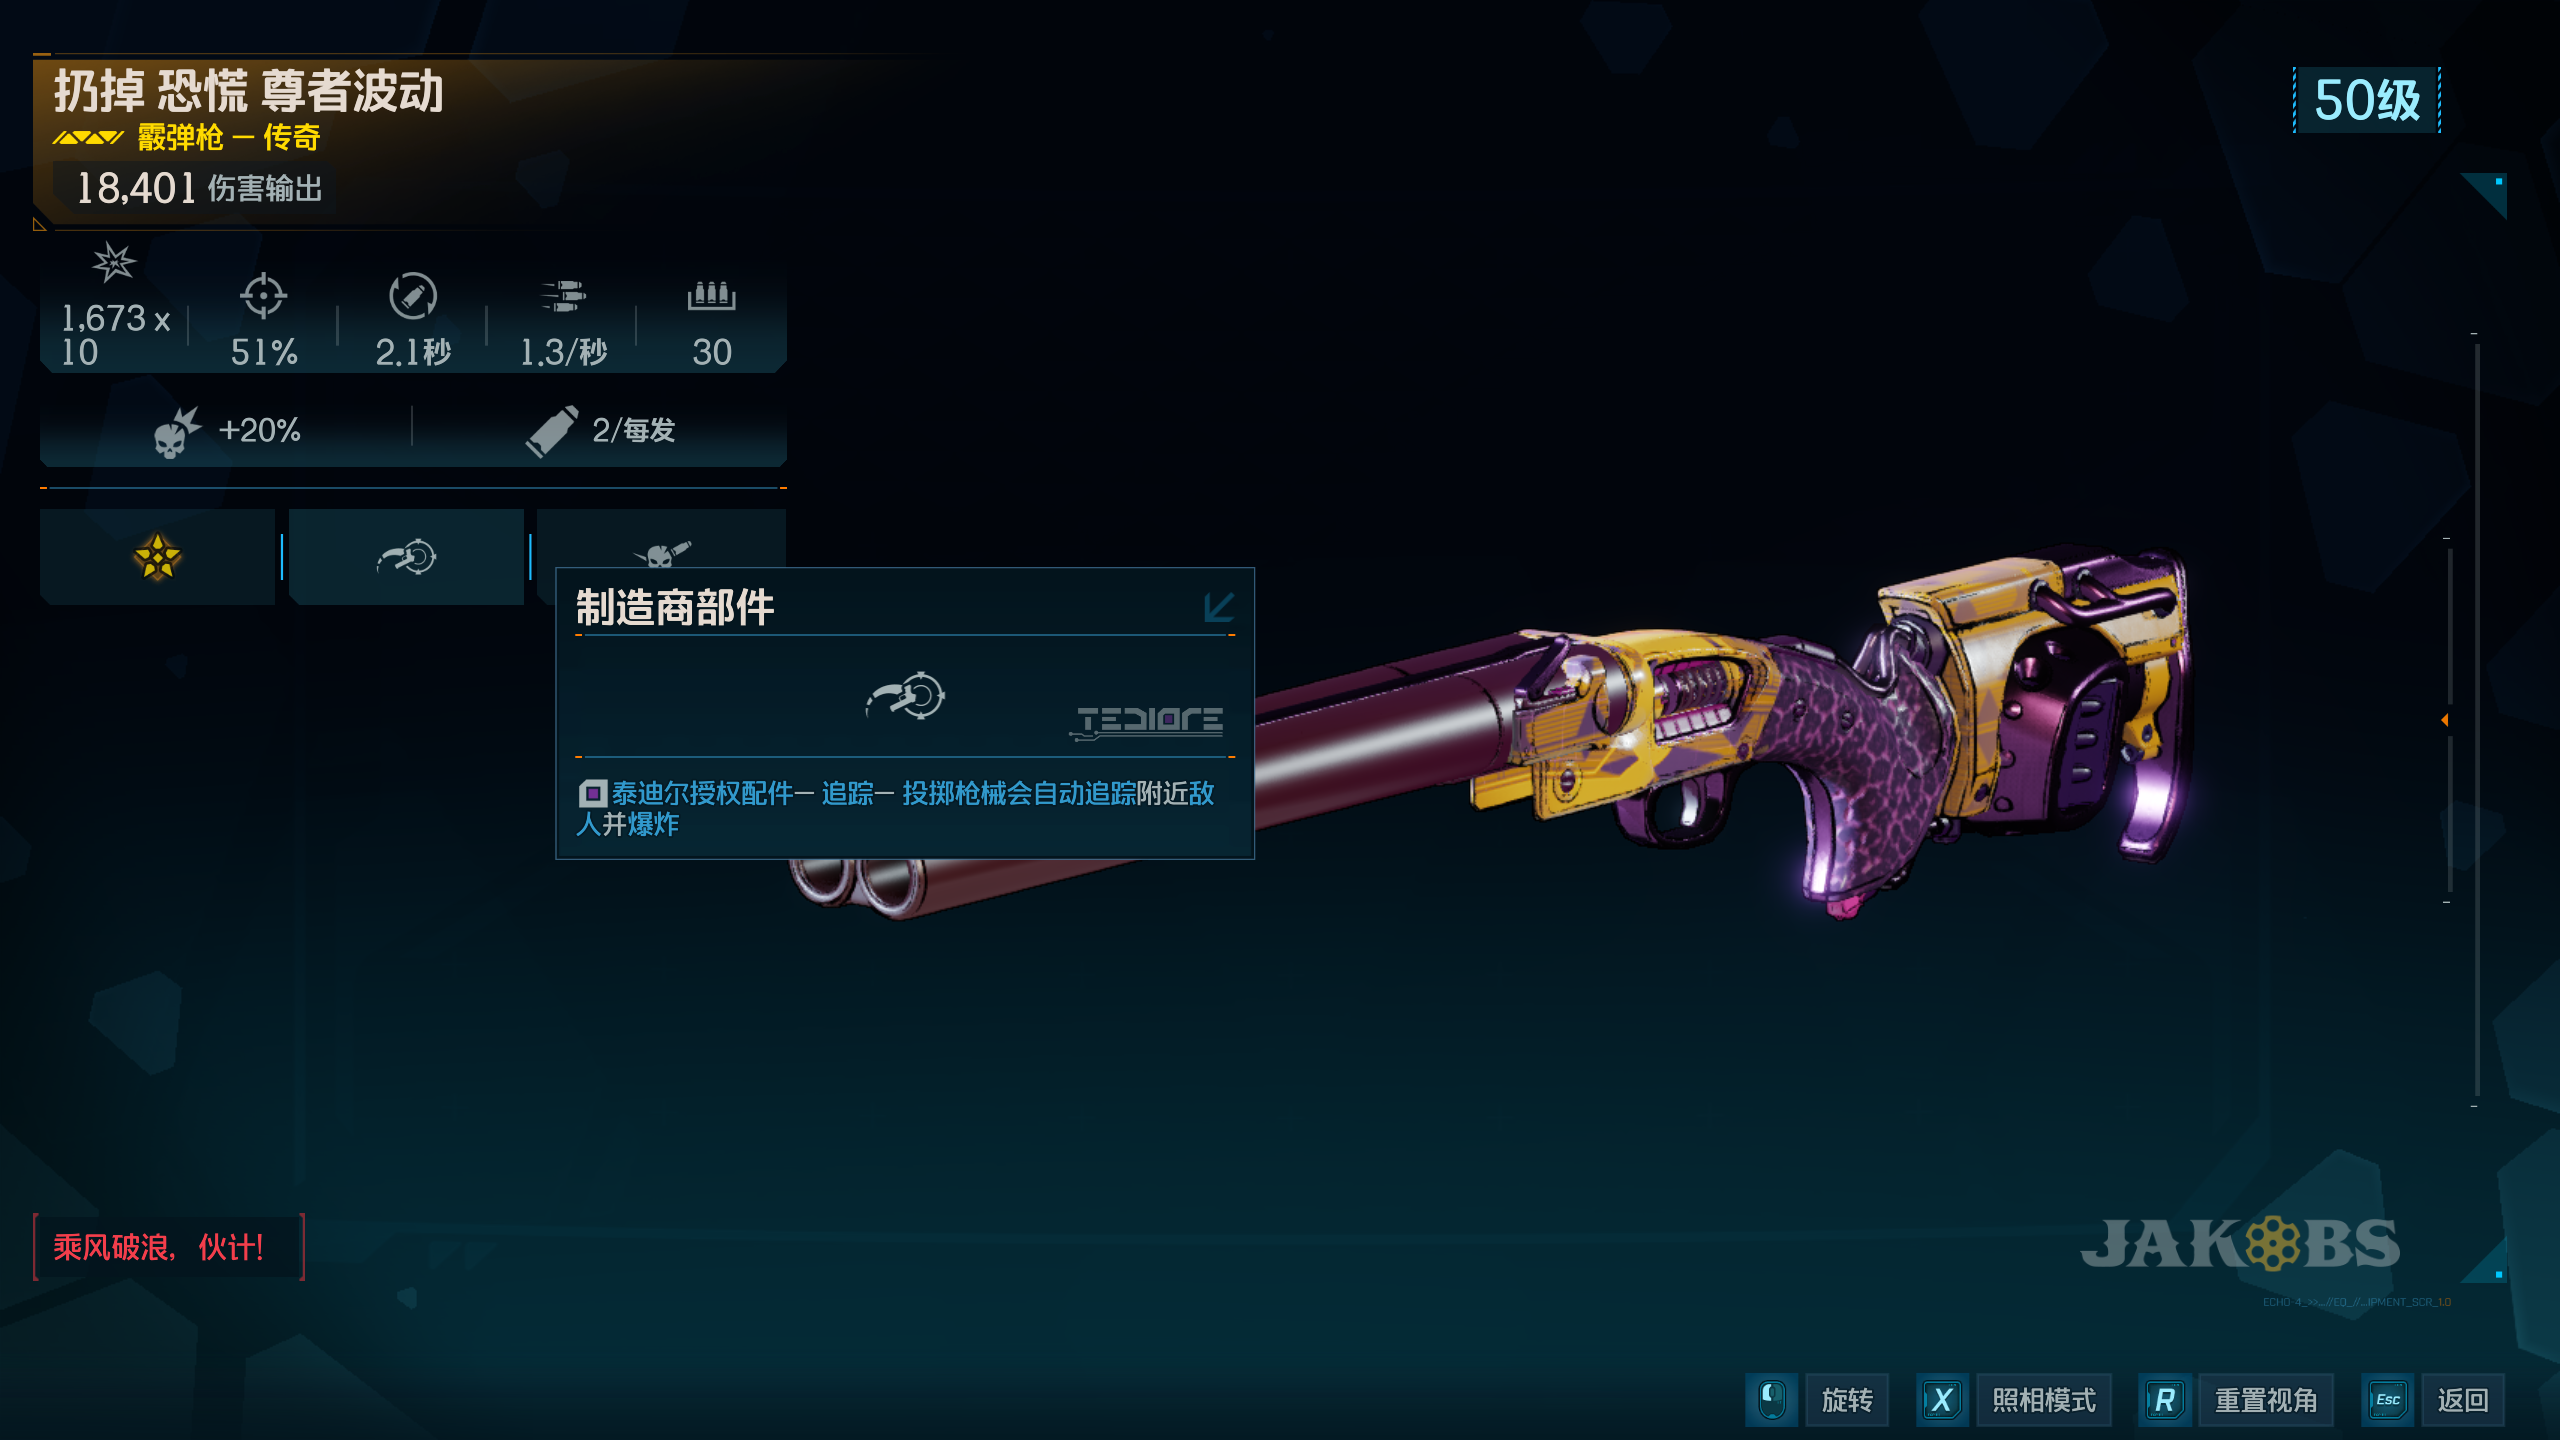 扔掉 恐慌 尊者波动
霰弹枪 — 传奇
18,401 伤害输出
50级
1,673 x
10
51%
2.1秒
1.3/秒
30
+20%
2/每发
制造商部件
TEDIORE
泰迪尔授权配件— 追踪— 投掷枪械会自动追踪附近敌
人并爆炸
乘风破浪，伙计！
JAKOBS
旋转
X 照相模式
R 重置视角
Esc 返回